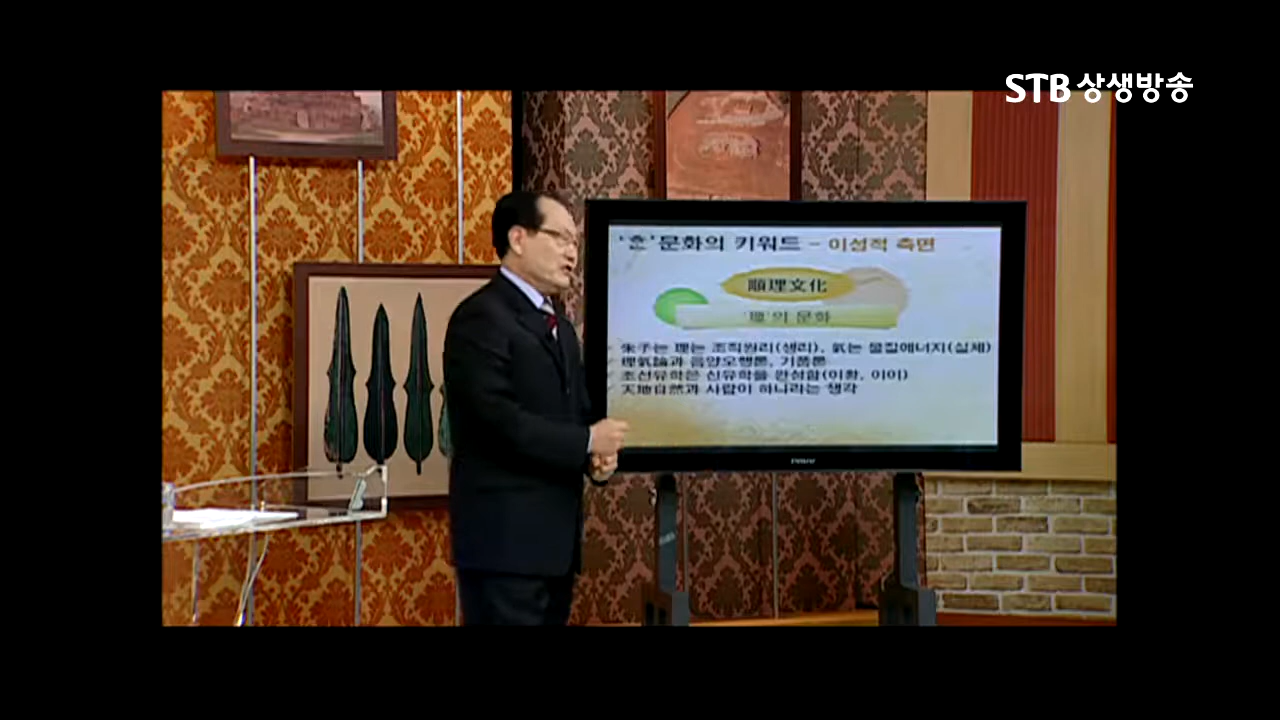 STB 상생방송
'ᄒᆞᆫ' 문화의 키워드 - 이성적 측면
順理文化
'理'의 문화
朱子는 理는 조직원리(생리), 氣는 물질에너지(실체)
理氣論과 음양오행론, 기품론
조선유학은 신유학을 완성함(이황, 이이)
天地自然과 사람이 하나라는 생각